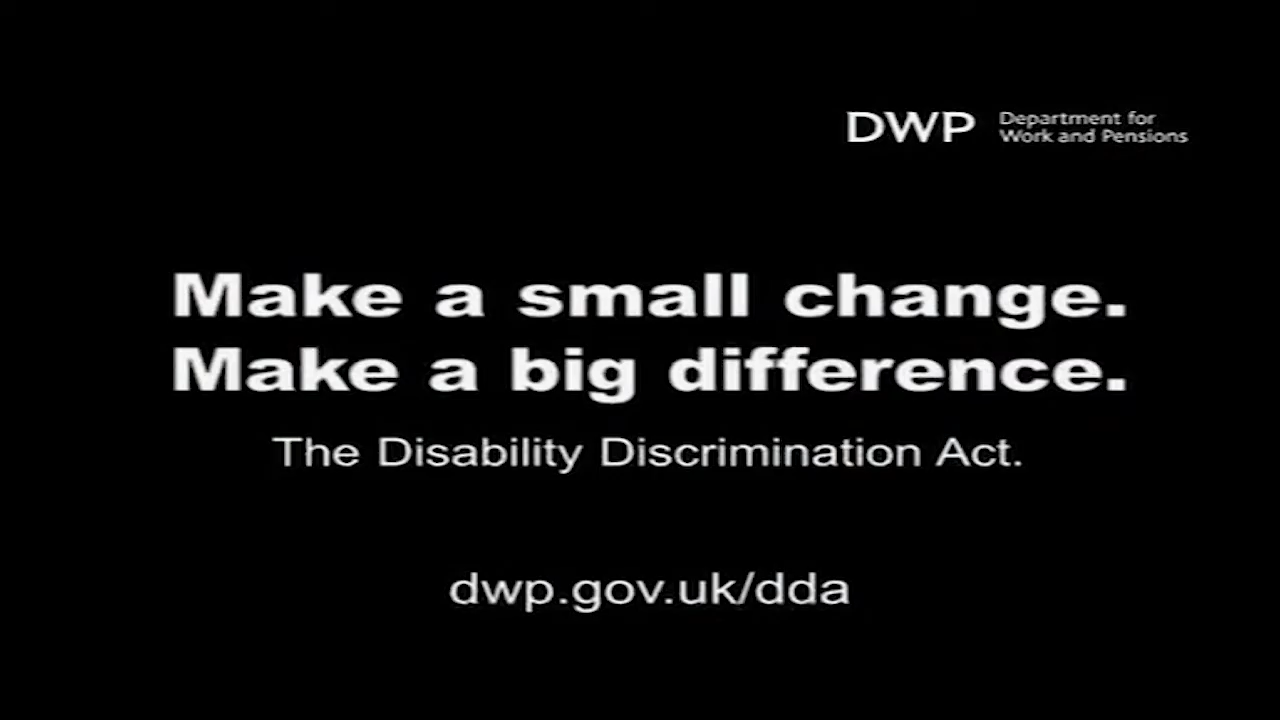 DWP Department for
Work and Pensions
Make a small change.
Make a big difference.
The Disability Discrimination Act.
dwp.gov.uk/dda